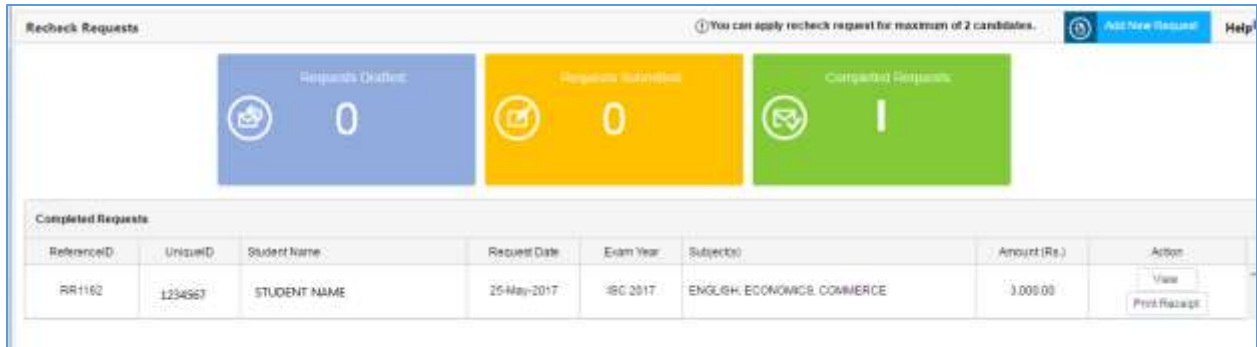 Recheck Requests
You can apply recheck request for maximum of 2 candidates.
Add New Request
Help
Requests Drafted
0
Requests Submitted
0
Completed Requests
1
Completed Requests
ReferenceID UniqueID Student Name Request Date Exam Year Subject(s) Amount (Rs.) Action
RR1162 1234567 STUDENT NAME 25-May-2017 ISC 2017 ENGLISH, ECONOMICS, COMMERCE 3,000.00 View
Print Receipt